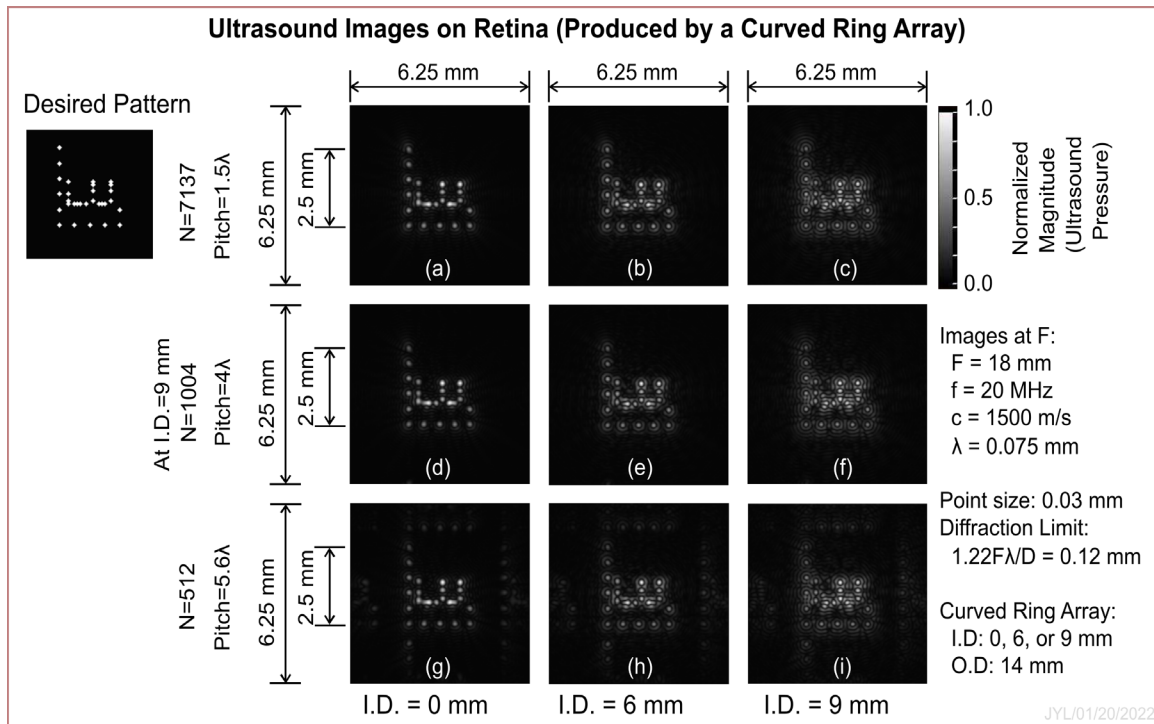 Ultrasound Images on Retina (Produced by a Curved Ring Array)
6.25 mm
6.25 mm
6.25 mm
Desired Pattern
N=7137
Pitch=1.5λ
6.25 mm
2.5 mm
(a)
(b)
(c)
1.0
0.5
0.0
Normalized
Magnitude
(Ultrasound
Pressure)
At I.D.=9 mm
N=1004
Pitch=4λ
6.25 mm
2.5 mm
(d)
(e)
(f)
Images at F:
F = 18 mm
f = 20 MHz
c = 1500 m/s
λ = 0.075 mm
N=512
Pitch=5.6λ
6.25 mm
2.5 mm
(g)
(h)
(i)
Point size: 0.03 mm
Diffraction Limit:
1.22Fλ/D = 0.12 mm
Curved Ring Array:
I.D: 0, 6, or 9 mm
O.D: 14 mm
I.D. = 0 mm
I.D. = 6 mm
I.D. = 9 mm
JYL/01/20/2022